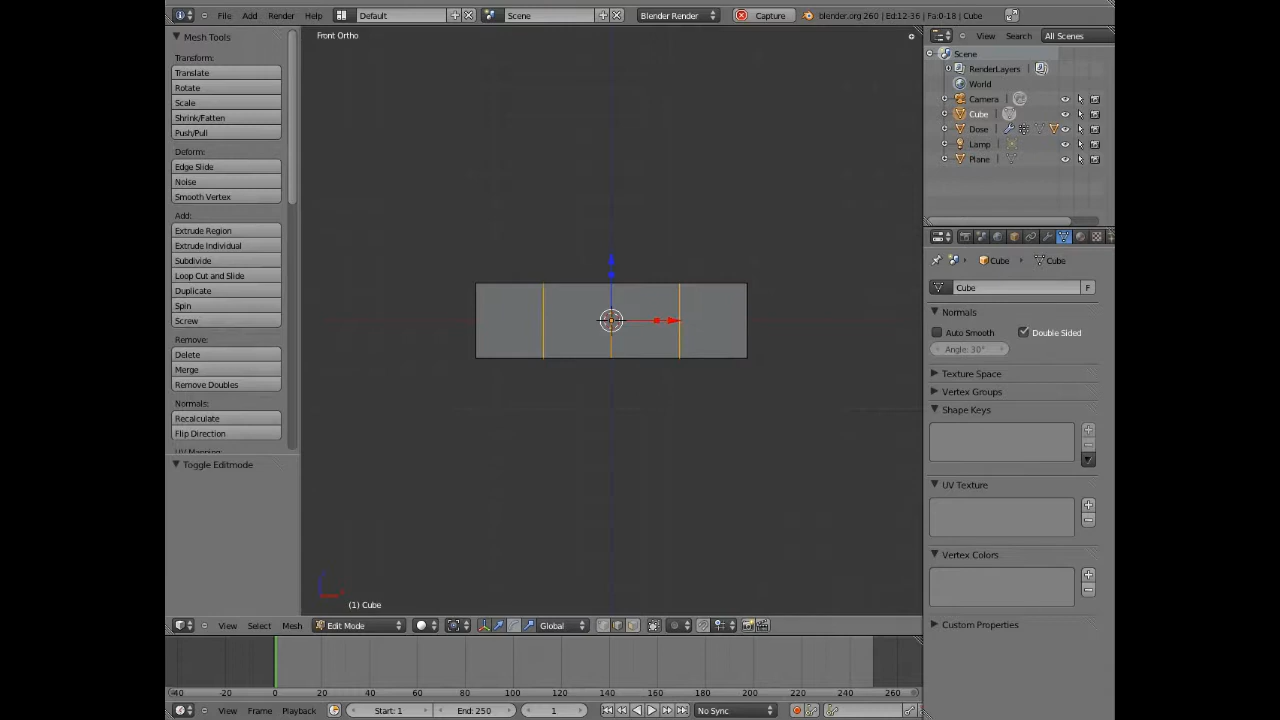 File Add Render Help Default Scene Blender Render Capture blender.org 260 | Ed:12-36 | Fa:0-18 | Cube
Mesh Tools
Transform:
Translate
Rotate
Scale
Shrink/Fatten
Push/Pull
Deform:
Edge Slide
Noise
Smooth Vertex
Add:
Extrude Region
Extrude Individual
Subdivide
Loop Cut and Slide
Duplicate
Spin
Screw
Remove:
Delete
Merge
Remove Doubles
Normals:
Recalculate
Flip Direction
UV Mapping:
Toggle Editmode
Front Ortho
(1) Cube
View Select Mesh Edit Mode Global
View Search All Scenes
Scene
RenderLayers
World
Camera
Cube
Dose
Lamp
Plane
Cube Cube
Cube F
Normals
Auto Smooth Double Sided
Angle: 30°
Texture Space
Vertex Groups
Shape Keys
UV Texture
Vertex Colors
Custom Properties
-40 -20 0 20 40 60 80 100 120 140 160 180 200 220 240 260
View Frame Playback Start: 1 End: 250 1 No Sync